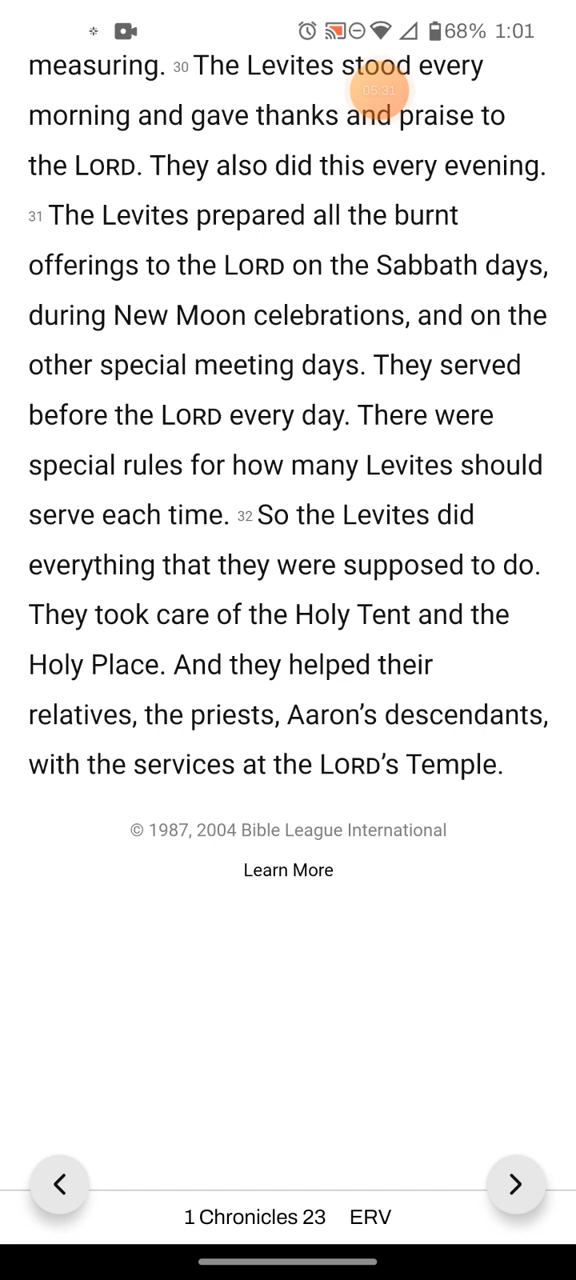 68% 1:01
measuring. 30 The Levites stood every
05:31
morning and gave thanks and praise to
the LORD. They also did this every evening.
31 The Levites prepared all the burnt
offerings to the LORD on the Sabbath days,
during New Moon celebrations, and on the
other special meeting days. They served
before the LORD every day. There were
special rules for how many Levites should
serve each time. 32 So the Levites did
everything that they were supposed to do.
They took care of the Holy Tent and the
Holy Place. And they helped their
relatives, the priests, Aaron’s descendants,
with the services at the LORD’s Temple.
© 1987, 2004 Bible League International
Learn More
1 Chronicles 23 ERV